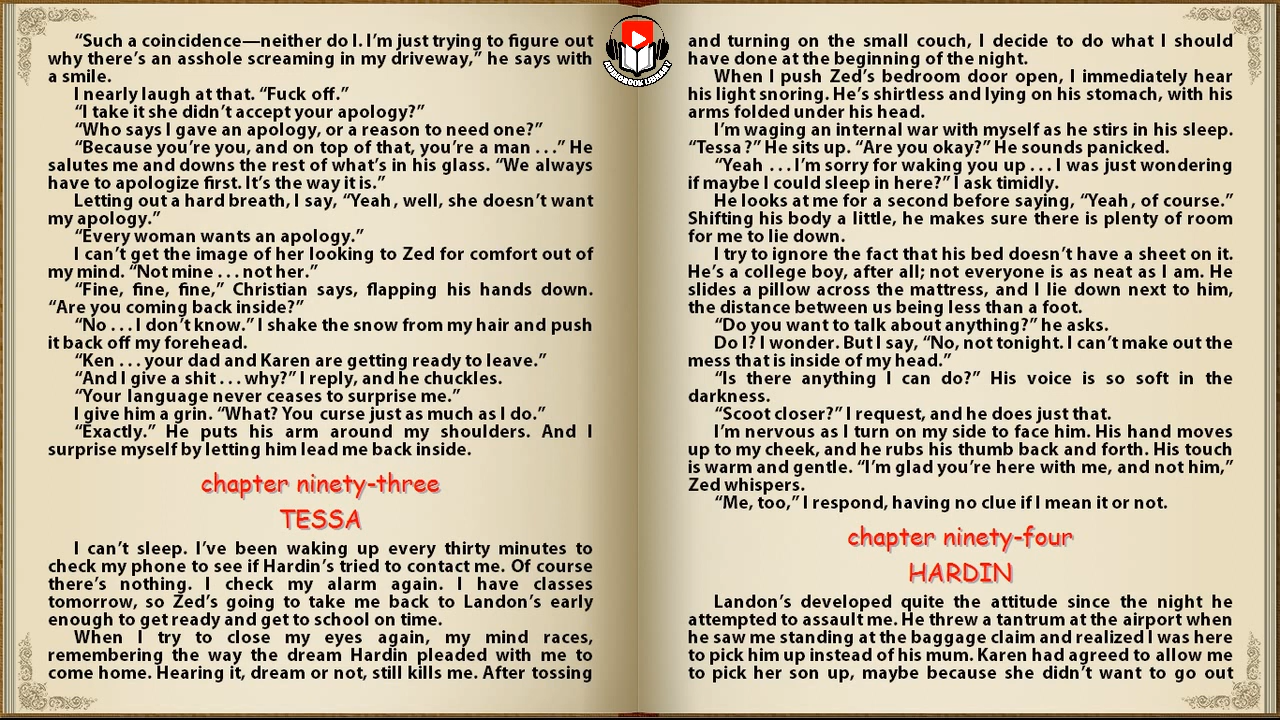 “Such a coincidence—neither do I. I’m just trying to figure out
why there’s an asshole screaming in my driveway,” he says with
a smile.
I nearly laugh at that. “Fuck off.”
“I take it she didn’t accept your apology?”
“Who says I gave an apology, or a reason to need one?”
“Because you’re you, and on top of that, you’re a man . . .” He
salutes me and downs the rest of what’s in his glass. “We always
have to apologize first. It’s the way it is.”
Letting out a hard breath, I say, “Yeah, well, she doesn’t want
my apology.”
“Every woman wants an apology.”
I can’t get the image of her looking to Zed for comfort out of
my mind. “Not mine . . . not her.”
“Fine, fine, fine,” Christian says, flapping his hands down.
“Are you coming back inside?”
“No . . . I don’t know.” I shake the snow from my hair and push
it back off my forehead.
“Ken . . . your dad and Karen are getting ready to leave.”
“And I give a shit . . . why?” I reply, and he chuckles.
“Your language never ceases to surprise me.”
I give him a grin. “What? You curse just as much as I do.”
“Exactly.” He puts his arm around my shoulders. And I
surprise myself by letting him lead me back inside.
chapter ninety-three
TESSA
I can’t sleep. I’ve been waking up every thirty minutes to
check my phone to see if Hardin’s tried to contact me. Of course
there’s nothing. I check my alarm again. I have classes
tomorrow, so Zed’s going to take me back to Landon’s early
enough to get ready and get to school on time.
When I try to close my eyes again, my mind races,
remembering the way the dream Hardin pleaded with me to
come home. Hearing it, dream or not, still kills me. After tossing
AUDIOBOOK LIBRARY
and turning on the small couch, I decide to do what I should
have done at the beginning of the night.
When I push Zed’s bedroom door open, I immediately hear
his light snoring. He’s shirtless and lying on his stomach, with his
arms folded under his head.
I’m waging an internal war with myself as he stirs in his sleep.
“Tessa?” He sits up. “Are you okay?” He sounds panicked.
“Yeah . . . I’m sorry for waking you up . . . I was just wondering
if maybe I could sleep in here?” I ask timidly.
He looks at me for a second before saying, “Yeah, of course.”
Shifting his body a little, he makes sure there is plenty of room
for me to lie down.
I try to ignore the fact that his bed doesn’t have a sheet on it.
He’s a college boy, after all; not everyone is as neat as I am. He
slides a pillow across the mattress, and I lie down next to him,
the distance between us being less than a foot.
“Do you want to talk about anything?” he asks.
Do I? I wonder. But I say, “No, not tonight. I can’t make out the
mess that is inside of my head.”
“Is there anything I can do?” His voice is so soft in the
darkness.
“Scoot closer?” I request, and he does just that.
I’m nervous as I turn on my side to face him. His hand moves
up to my cheek, and he rubs his thumb back and forth. His touch
is warm and gentle. “I’m glad you’re here with me, and not him,”
Zed whispers.
“Me, too,” I respond, having no clue if I mean it or not.
chapter ninety-four
HARDIN
Landon’s developed quite the attitude since the night he
attempted to assault me. He threw a tantrum at the airport when
he saw me standing at the baggage claim and realized I was here
to pick him up instead of his mum. Karen had agreed to allow me
to pick her son up, maybe because she didn’t want to go out